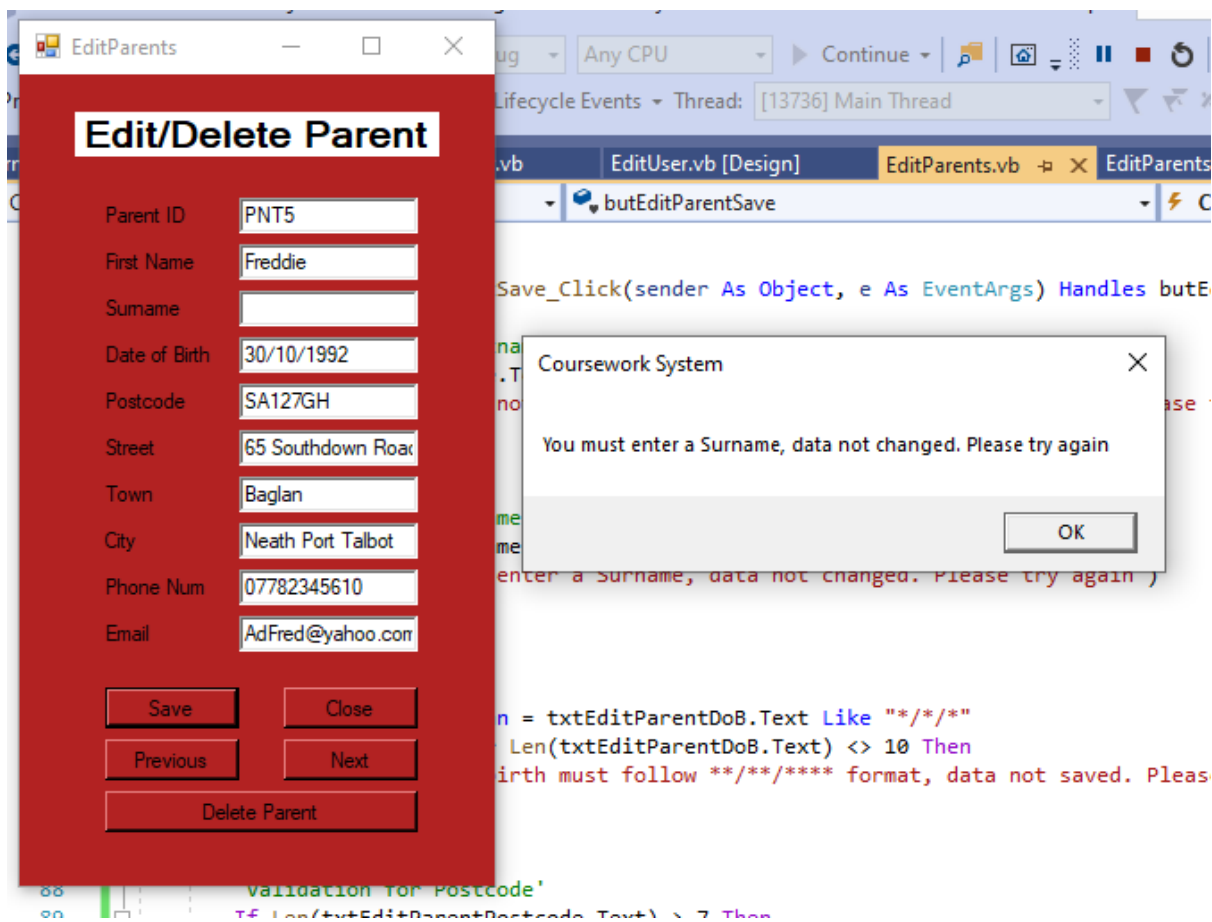 EditParents
Any CPU
Continue
Lifecycle Events Thread: [13736] Main Thread
Edit/Delete Parent
.vb
EditUser.vb [Design]
EditParents.vb
EditParents
butEditParentSave
Parent ID PNT5
First Name Freddie
Surname
Date of Birth 30/10/1992
Postcode SA127GH
Street 65 Southdown Road
Town Baglan
City Neath Port Talbot
Phone Num 07782345610
Email AdFred@yahoo.com
Save
Close
Previous
Next
Delete Parent
Save_Click(sender As Object, e As EventArgs) Handles butE
Coursework System
You must enter a Surname, data not changed. Please try again
OK
enter a Surname, data not changed. Please try again")
= txtEditParentDoB.Text Like "*/*/*"
Len(txtEditParentDoB.Text) <> 10 Then
irth must follow **/**/**** format, data not saved. Pleas
88 'Validation for Postcode'
89 If Len(txtEditParentPostcode.Text) > 7 Then